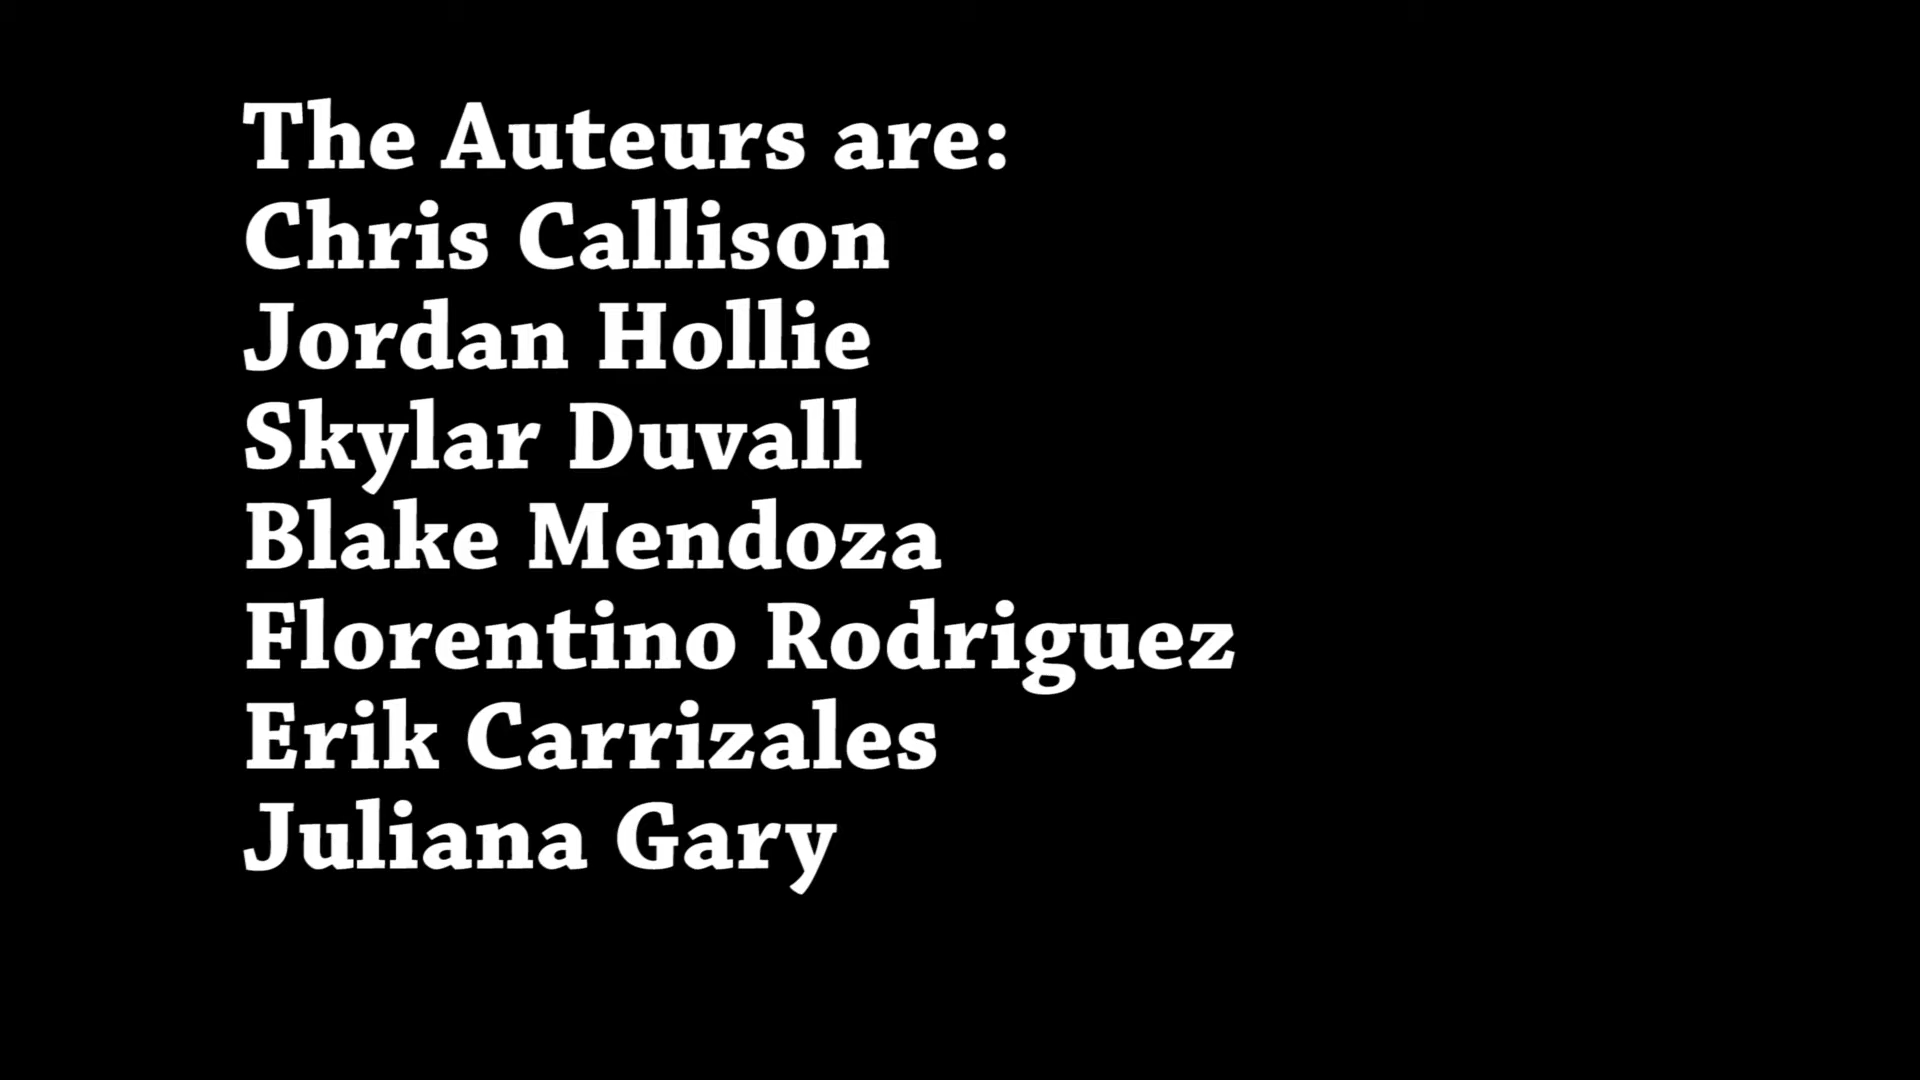 The Auteurs are:
Chris Callison
Jordan Hollie
Skylar Duvall
Blake Mendoza
Florentino Rodriguez
Erik Carrizales
Juliana Gary